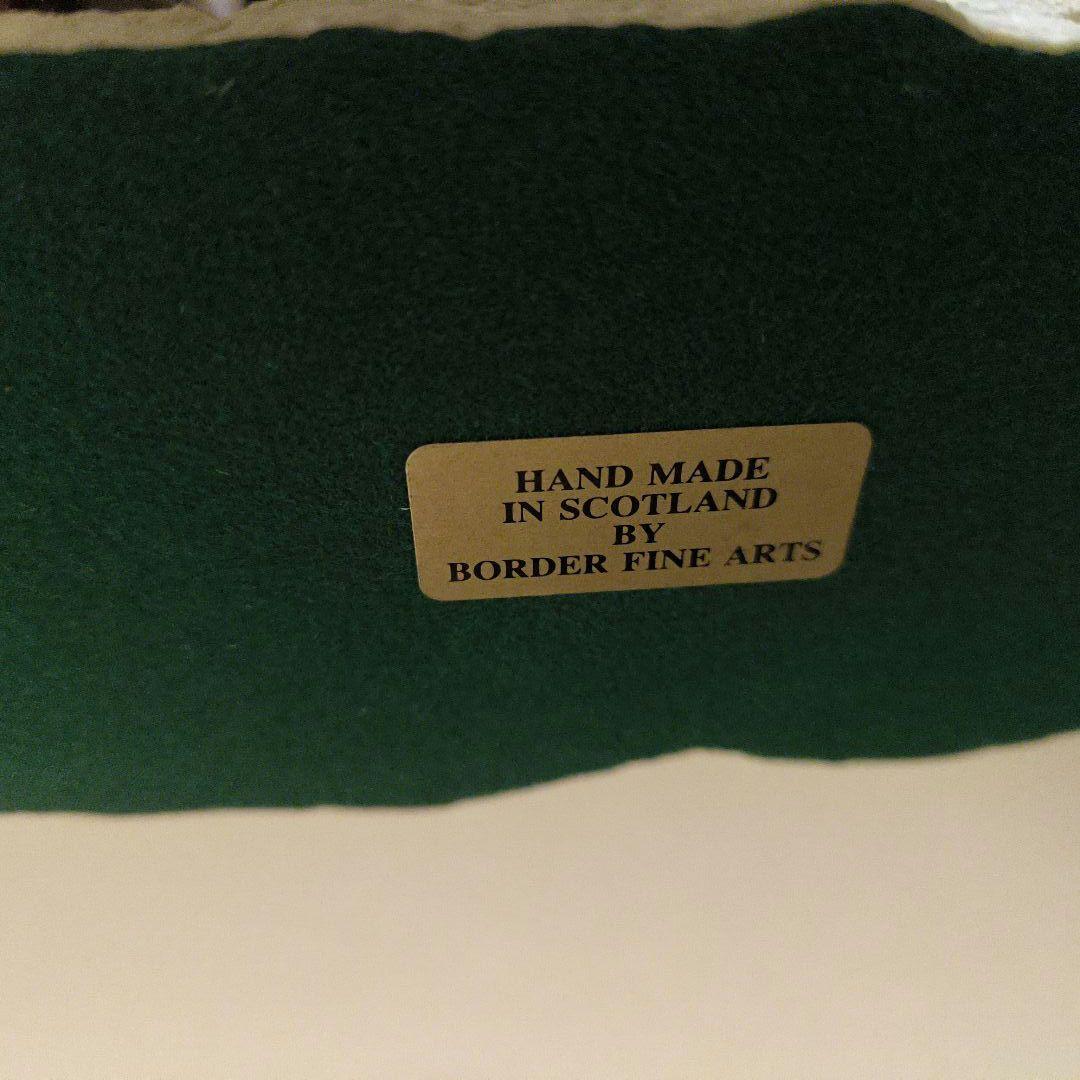 HAND MADE
IN SCOTLAND
BY
BORDER FINE ARTS